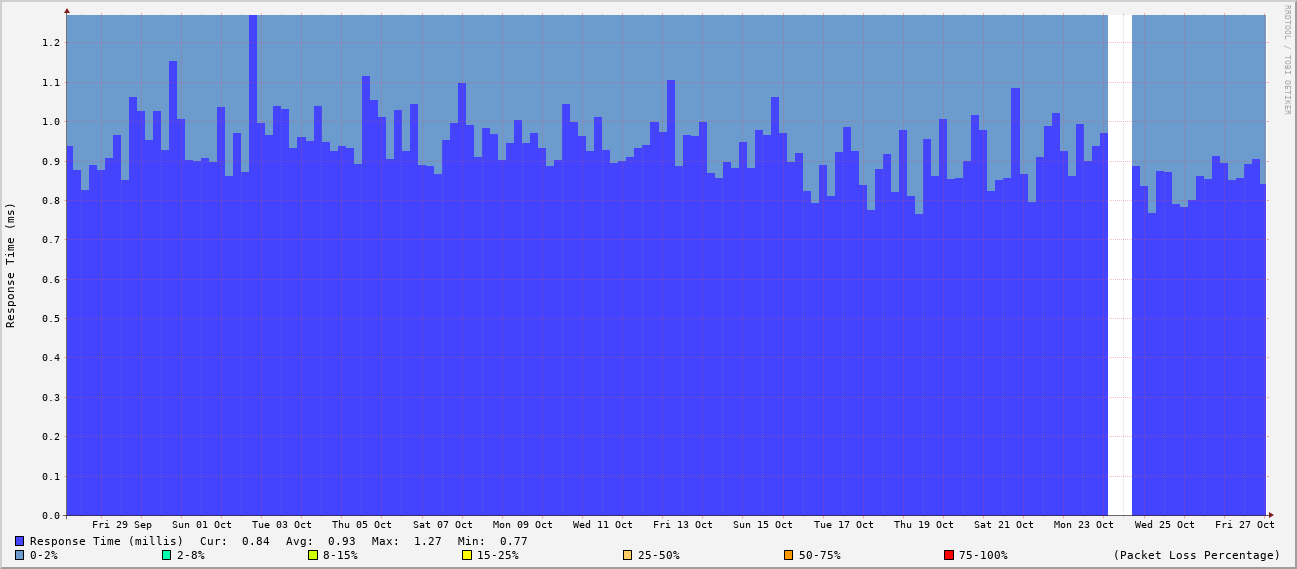 RRDTOOL / TOBI OETIKER
Response Time (ms)
1.2
1.1
1.0
0.9
0.8
0.7
0.6
0.5
0.4
0.3
0.2
0.1
0.0
Fri 29 Sep Sun 01 Oct Tue 03 Oct Thu 05 Oct Sat 07 Oct Mon 09 Oct Wed 11 Oct Fri 13 Oct Sun 15 Oct Tue 17 Oct Thu 19 Oct Sat 21 Oct Mon 23 Oct Wed 25 Oct Fri 27 Oct
Response Time (millis) Cur: 0.84 Avg: 0.93 Max: 1.27 Min: 0.77
0-2% 2-8% 8-15% 15-25% 25-50% 50-75% 75-100% (Packet Loss Percentage)